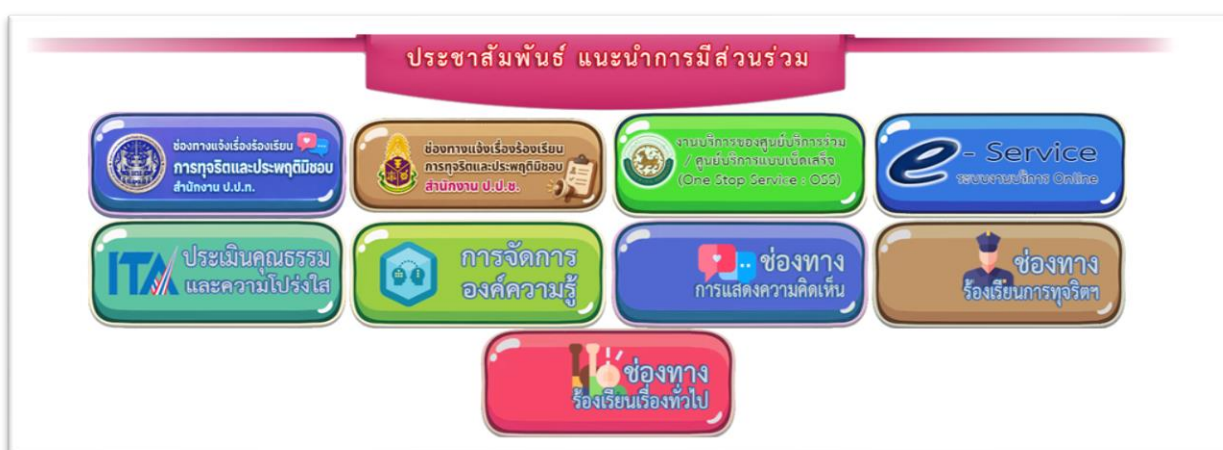 ประชาสัมพันธ์ แนะนำการมีส่วนร่วม
ช่องทางแจ้งเรื่องร้องเรียน
การทุจริตและประพฤติมิชอบ
สำนักงาน ป.ป.ท.
ช่องทางแจ้งเรื่องร้องเรียน
การทุจริตและประพฤติมิชอบ
สำนักงาน ป.ป.ช.
งานบริการของศูนย์บริการร่วม
/ ศูนย์บริการแบบเบ็ดเสร็จ
(One Stop Service : OSS)
e - Service
ระบบงานบริการ Online
ITA ประเมินคุณธรรม
และความโปร่งใส
การจัดการ
องค์ความรู้
ช่องทาง
การแสดงความคิดเห็น
ช่องทาง
ร้องเรียนการทุจริตฯ
ช่องทาง
ร้องเรียนเรื่องทั่วไป